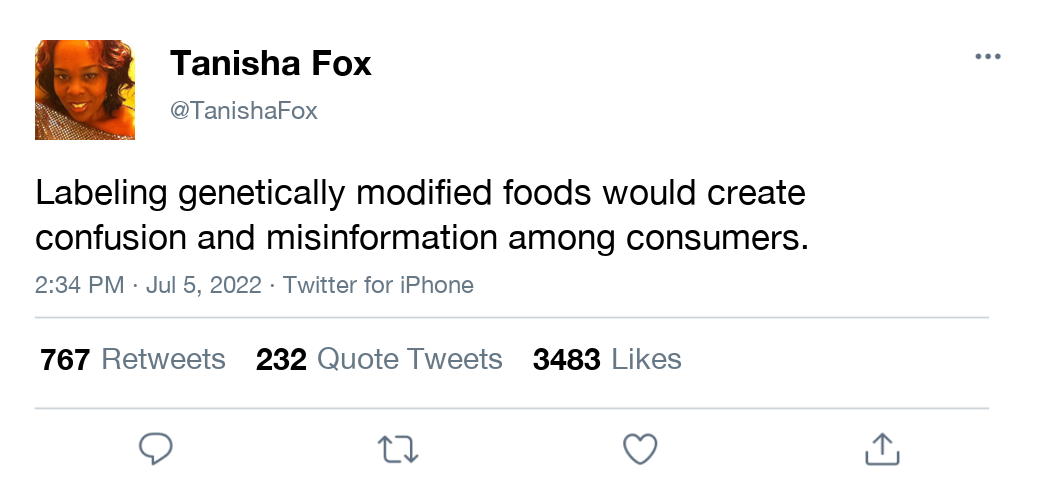 Tanisha Fox
@TanishaFox
Labeling genetically modified foods would create
confusion and misinformation among consumers.
2:34 PM · Jul 5, 2022 · Twitter for iPhone
767 Retweets 232 Quote Tweets 3483 Likes